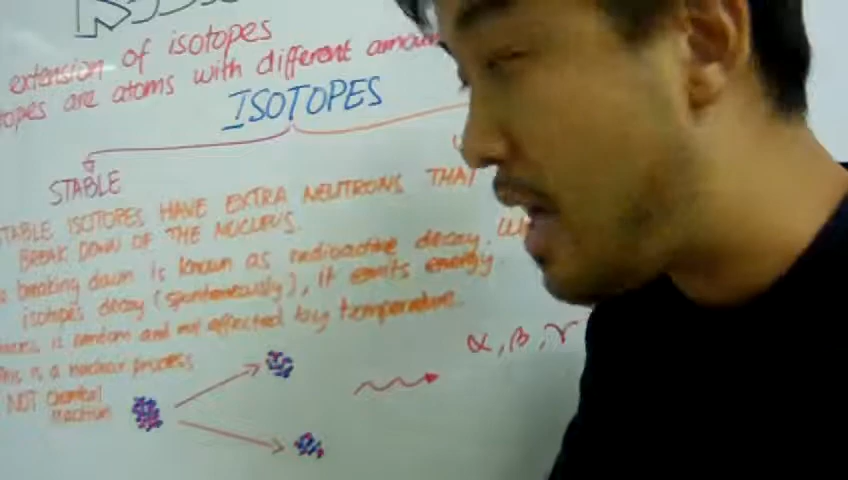 extension of isotopes
topes are atoms with different amoun
ISOTOPES
STABLE
TABLE ISOTOPES HAVE EXTRA NEUTRONS THAT
BREAK DOWN OF THE NUCLEUS.
breaking down is known as radioactive decay.
isotopes decay (spontaneously), it emits energy
is random and not affected by temperature.
this is a nuclear process
NOT chemical
reaction
α, β, γ